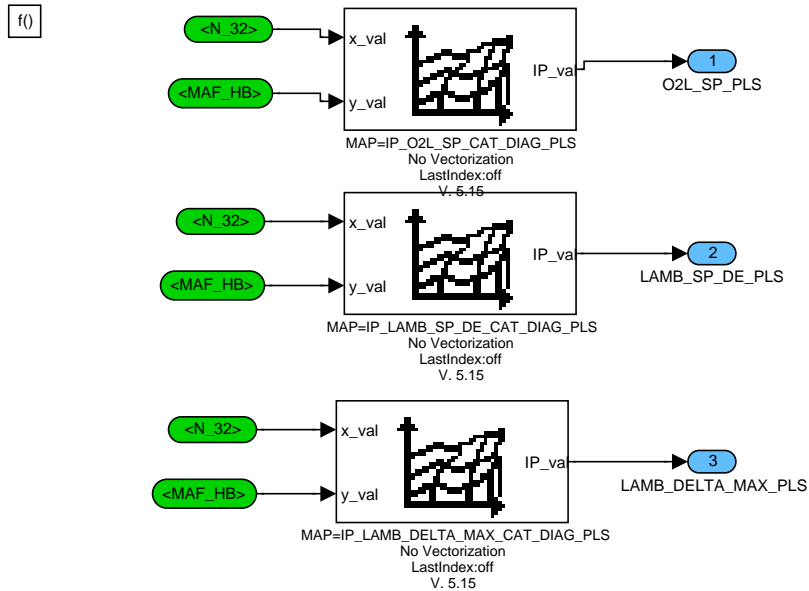 f()
<N_32>
<MAF_HB>
x_val
y_val
IP_val
1
O2L_SP_PLS
MAP=IP_O2L_SP_CAT_DIAG_PLS
No Vectorization
LastIndex:off
V. 5.15
<N_32>
<MAF_HB>
x_val
y_val
IP_val
2
LAMB_SP_DE_PLS
MAP=IP_LAMB_SP_DE_CAT_DIAG_PLS
No Vectorization
LastIndex:off
V. 5.15
<N_32>
<MAF_HB>
x_val
y_val
IP_val
3
LAMB_DELTA_MAX_PLS
MAP=IP_LAMB_DELTA_MAX_CAT_DIAG_PLS
No Vectorization
LastIndex:off
V. 5.15